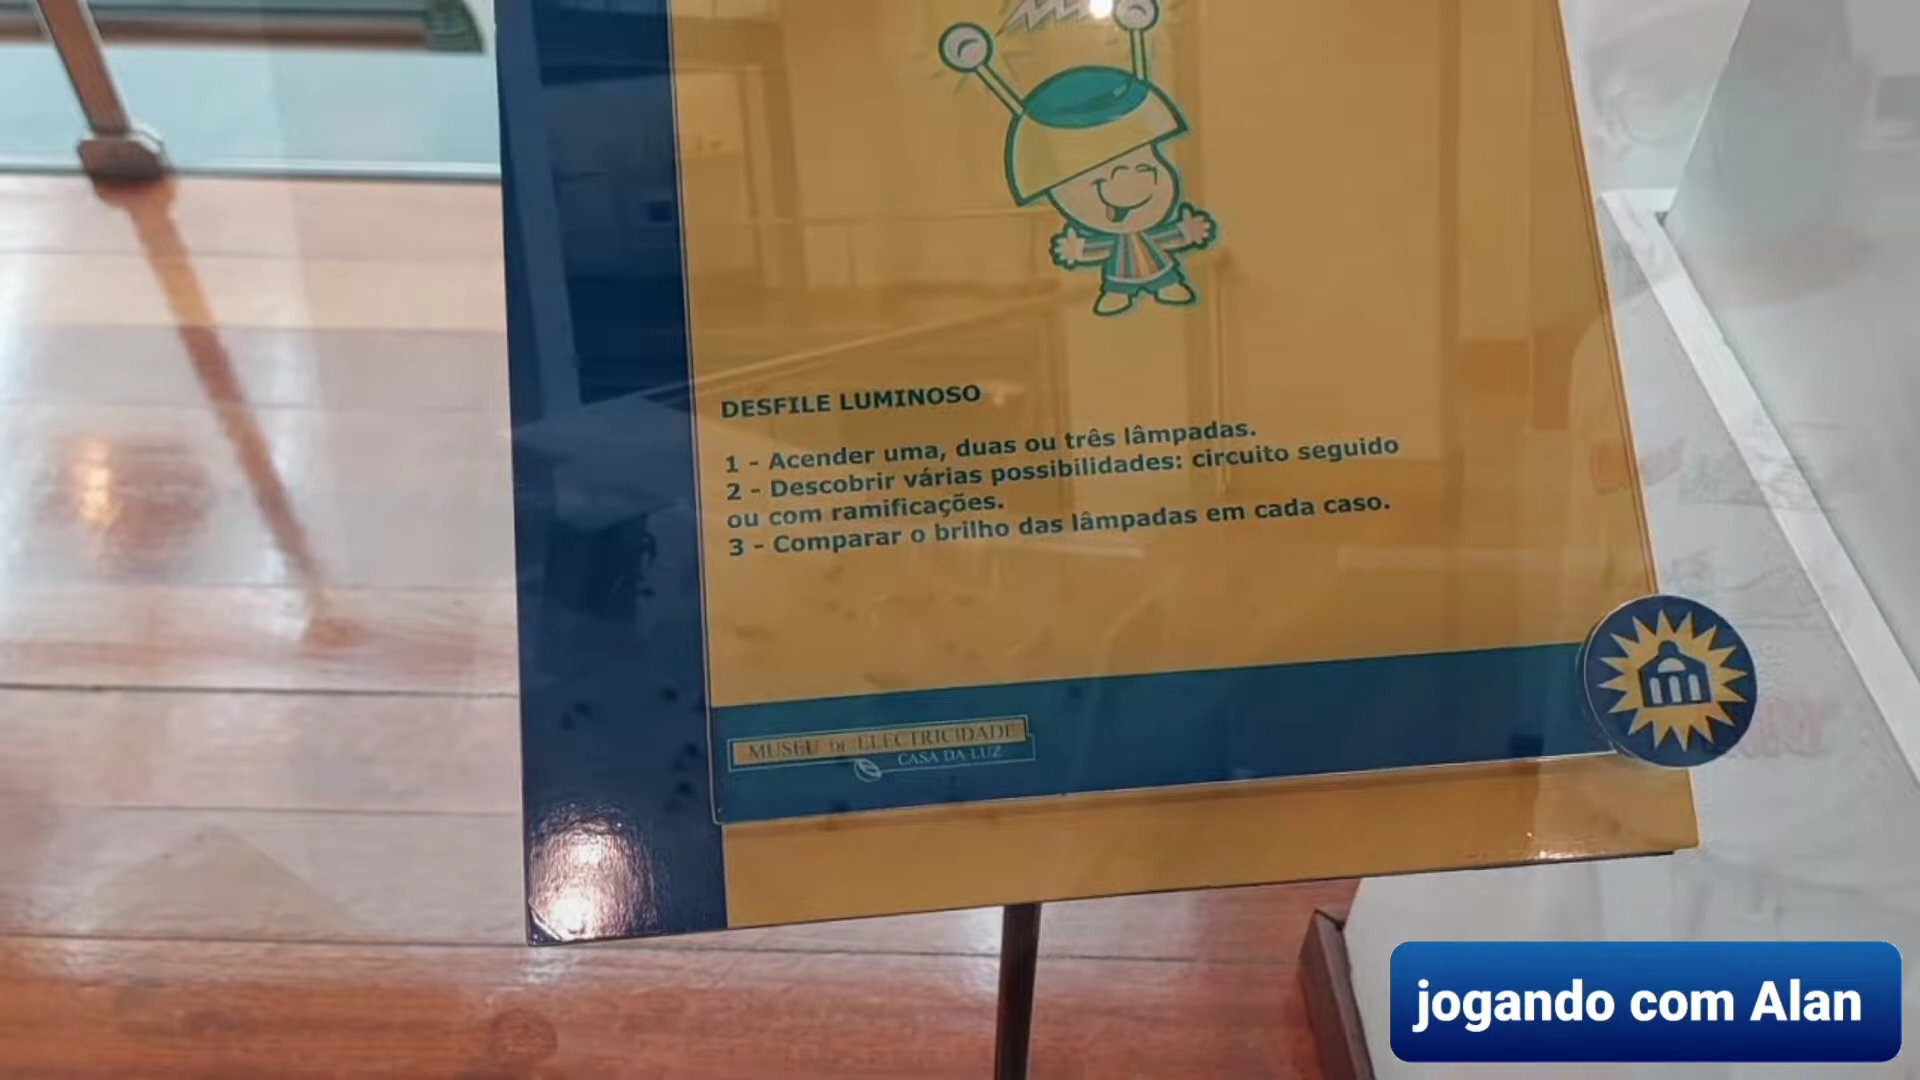 DESFILE LUMINOSO
1 - Acender uma, duas ou três lâmpadas.
2 - Descobrir várias possibilidades: circuito seguido
ou com ramificações.
3 - Comparar o brilho das lâmpadas em cada caso.
MUSEU DE ELECTRICIDADE
CASA DA LUZ
jogando com Alan